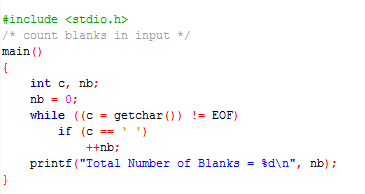 #include <stdio.h>
/* count blanks in input */
main()
{
    int c, nb;
    nb = 0;
    while ((c = getchar()) != EOF)
        if (c == ' ')
            ++nb;
    printf("Total Number of Blanks = %d\n", nb);
}